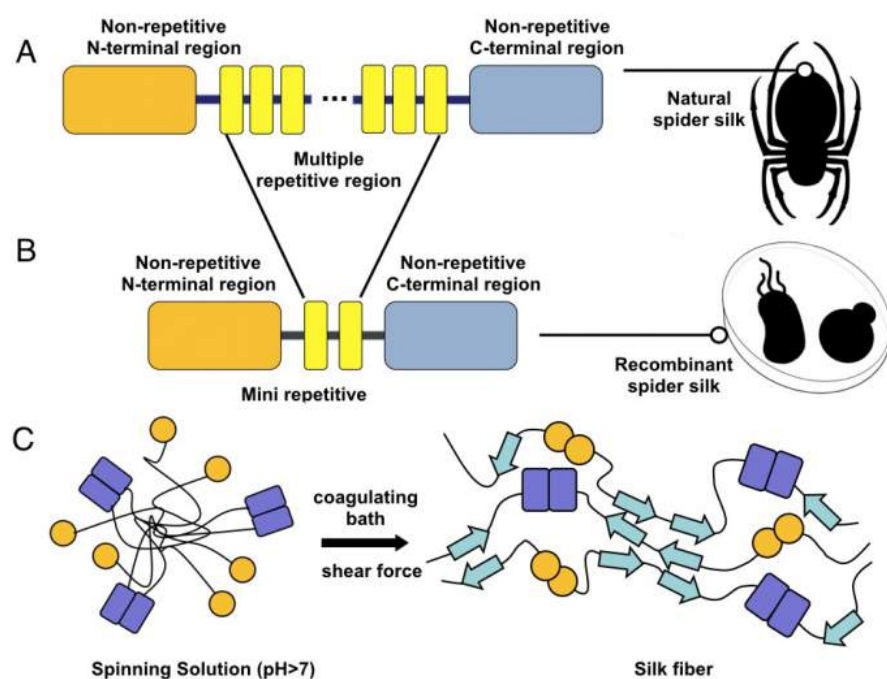 A
Non-repetitive
N-terminal region
Non-repetitive
C-terminal region
...
Multiple
repetitive region
Natural
spider silk
B
Non-repetitive
N-terminal region
Non-repetitive
C-terminal region
Mini repetitive
Recombinant
spider silk
C
coagulating
bath
shear force
Spinning Solution (pH>7)
Silk fiber